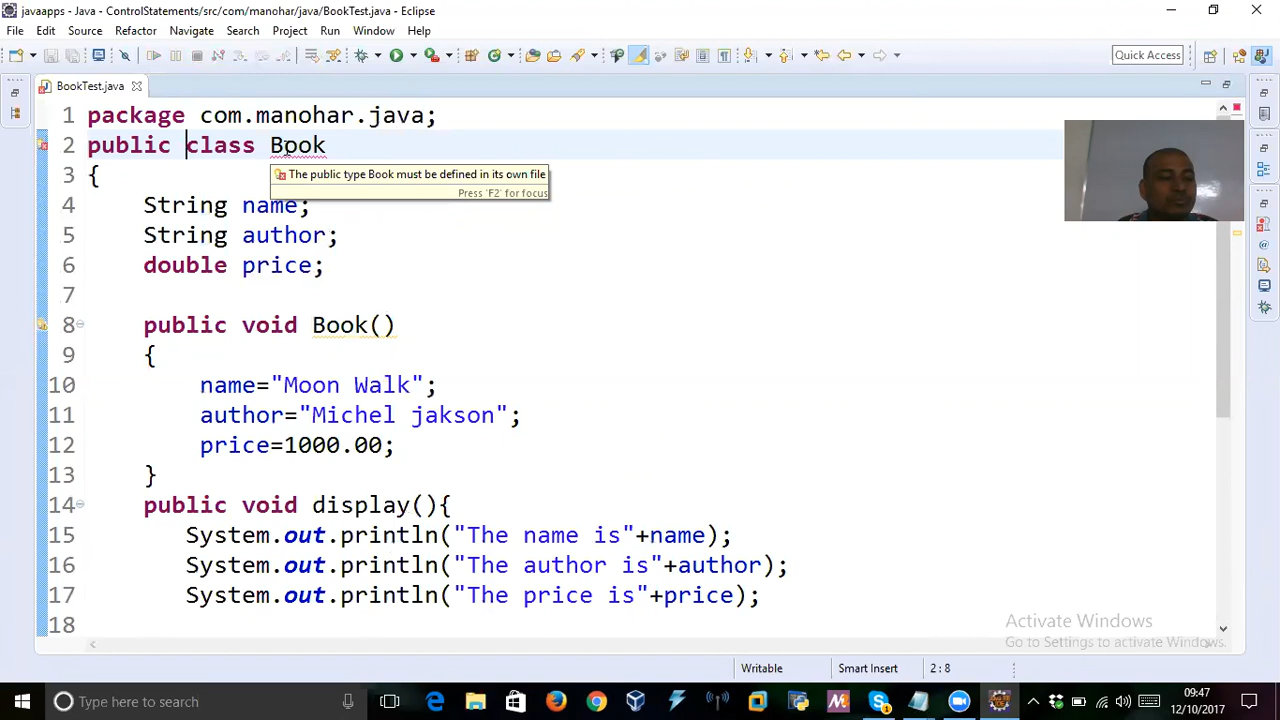 javaapps - Java - ControlStatements/src/com/manohar/java/BookTest.java - Eclipse
File Edit Source Refactor Navigate Search Project Run Window Help
Quick Access
BookTest.java
1 package com.manohar.java;
2 public class Book
3 {
The public type Book must be defined in its own file
Press 'F2' for focus
4 String name;
5 String author;
6 double price;
7
8 public void Book()
9 {
10 name="Moon Walk";
11 author="Michel jakson";
12 price=1000.00;
13 }
14 public void display(){
15 System.out.println("The name is"+name);
16 System.out.println("The author is"+author);
17 System.out.println("The price is"+price);
18
Activate Windows
Go to Settings to activate Windows.
Writable Smart Insert 2 : 8
Type here to search
09:47
12/10/2017